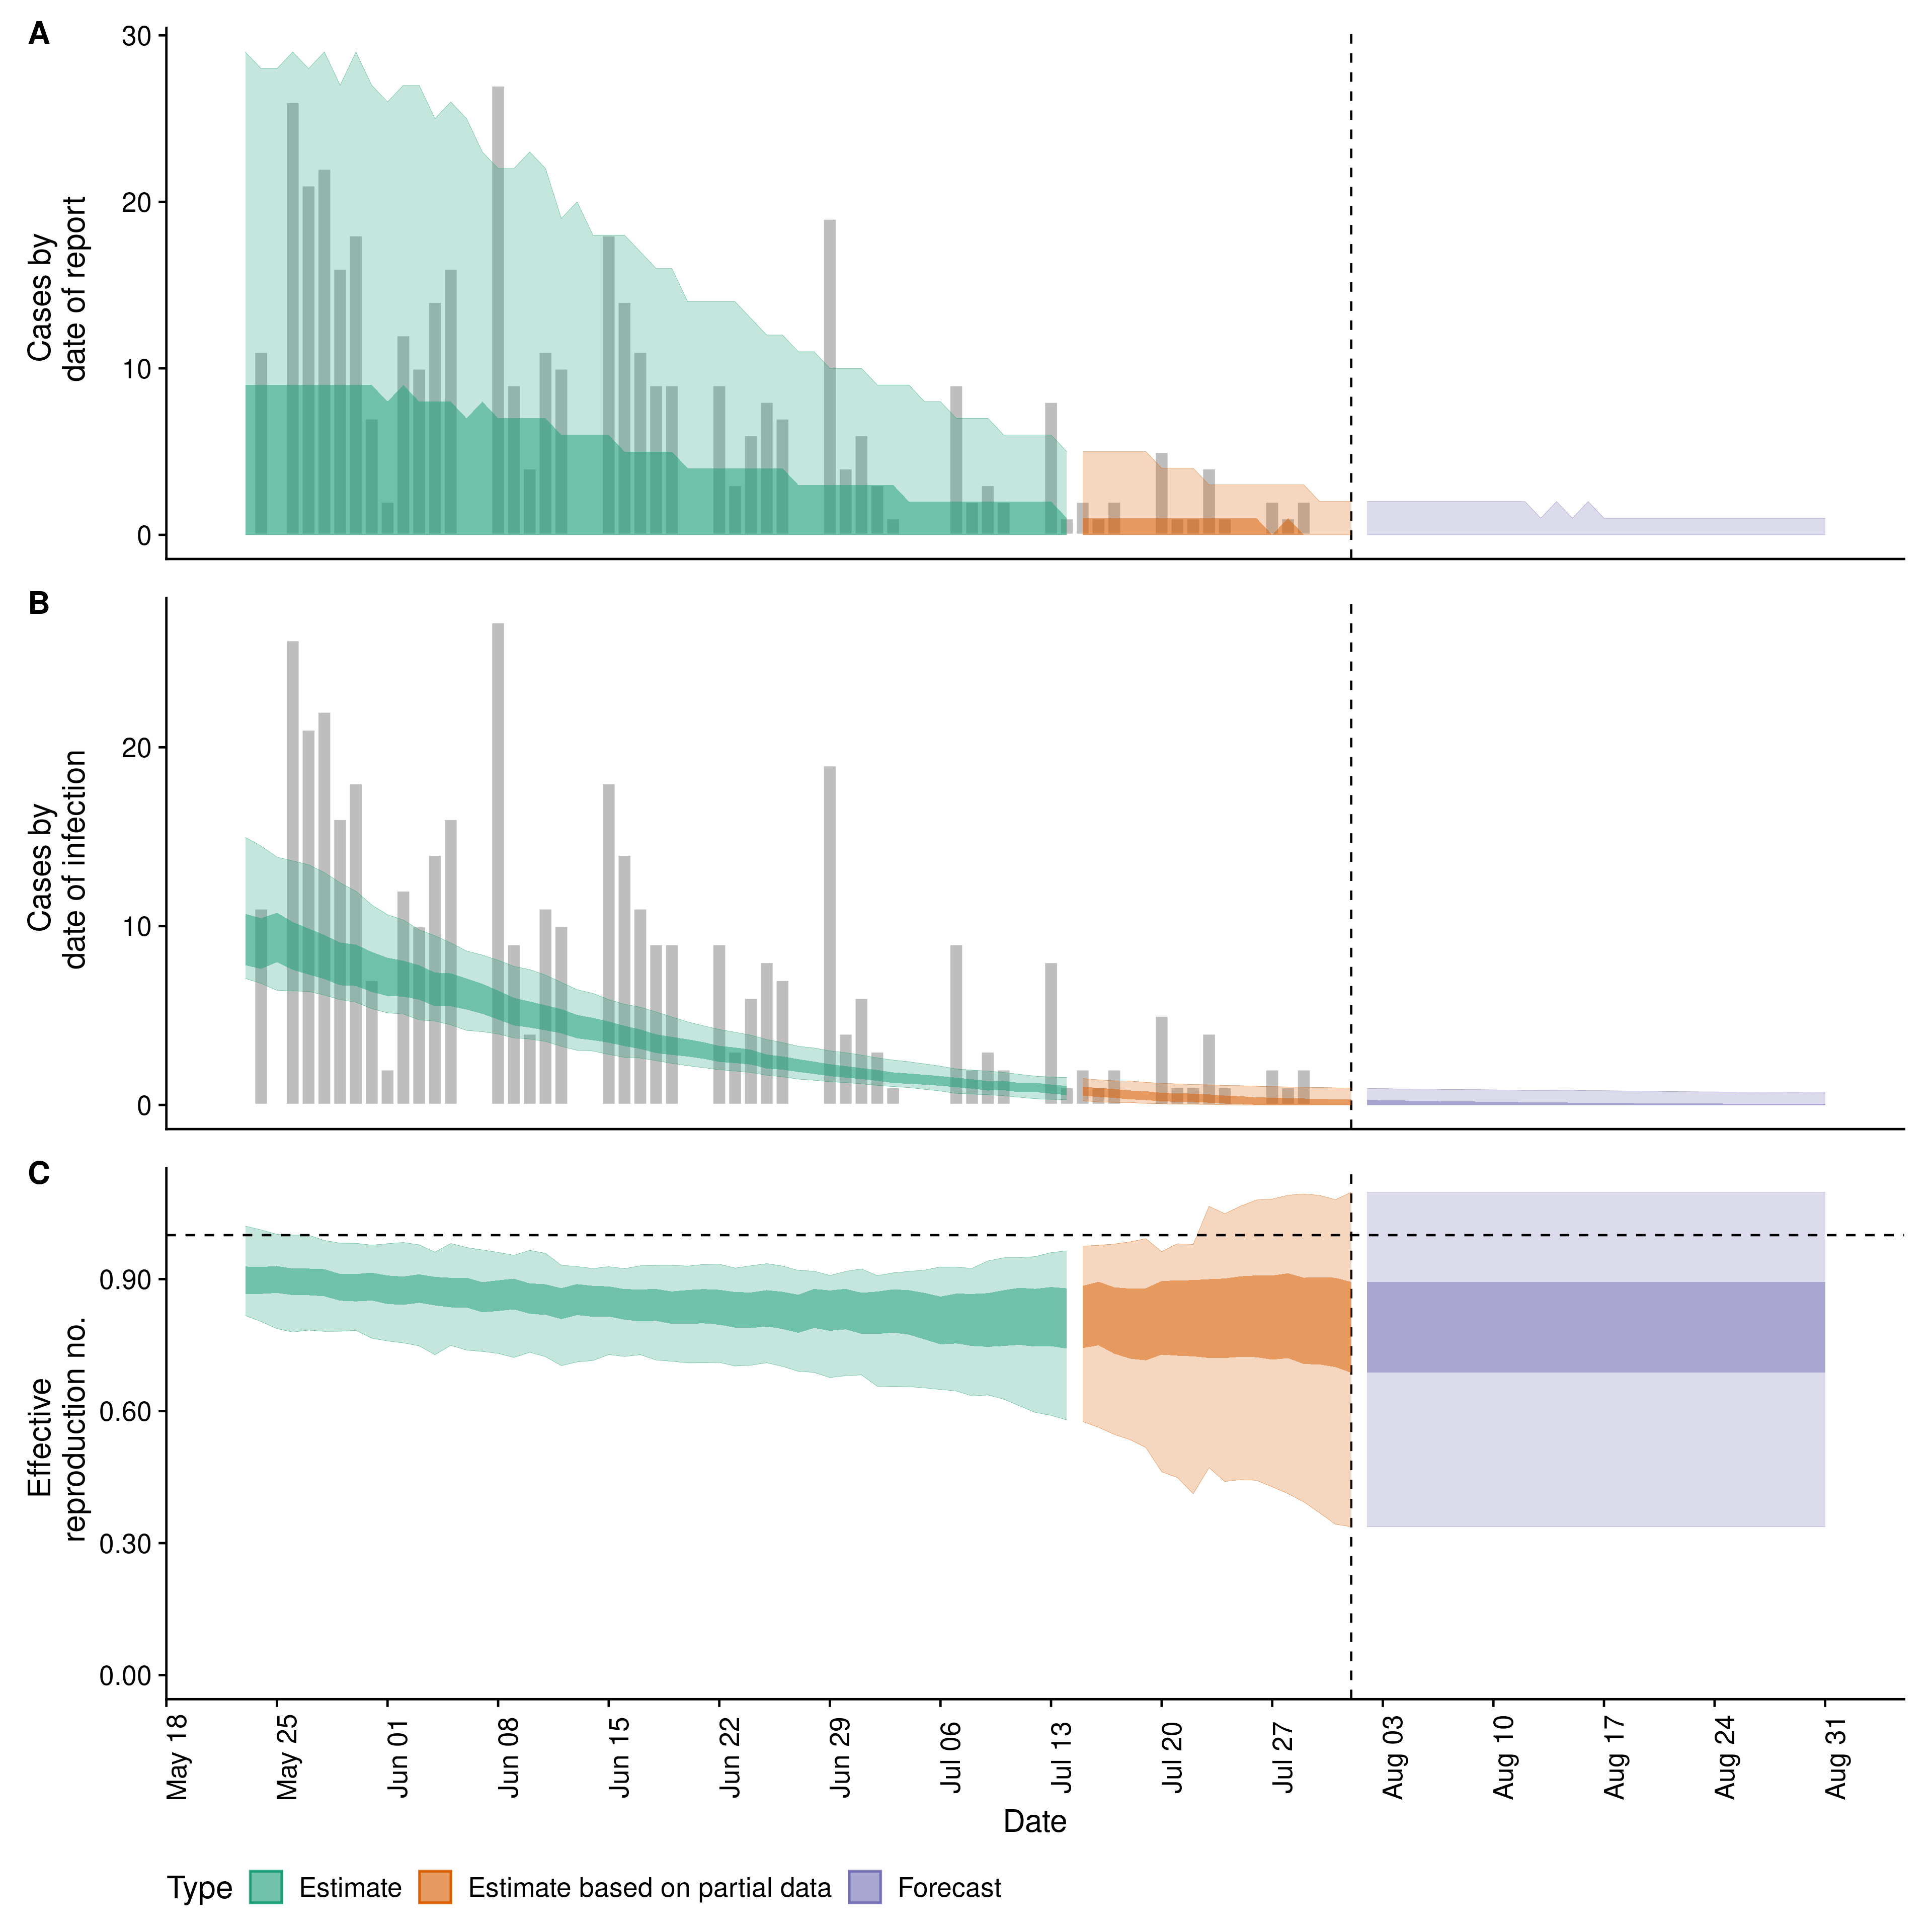 A
30
20
10
0
Cases by
date of report
B
20
10
0
Cases by
date of infection
C
0.90
0.60
0.30
0.00
Effective
reproduction no.
May 18
May 25
Jun 01
Jun 08
Jun 15
Jun 22
Jun 29
Jul 06
Jul 13
Jul 20
Jul 27
Aug 03
Aug 10
Aug 17
Aug 24
Aug 31
Date
Type Estimate Estimate based on partial data Forecast